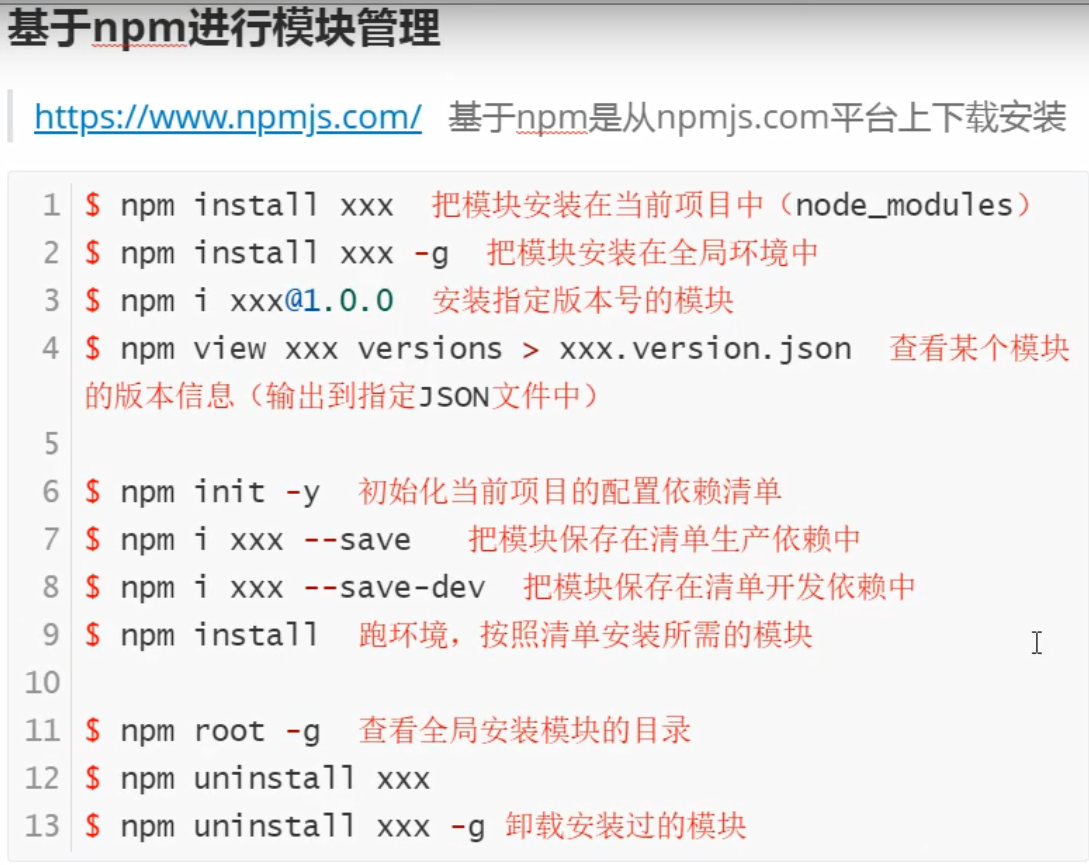 基于npm进行模块管理
https://www.npmjs.com/ 基于npm是从npmjs.com平台上下载安装
1 $ npm install xxx 把模块安装在当前项目中（node_modules）
2 $ npm install xxx -g 把模块安装在全局环境中
3 $ npm i xxx@1.0.0 安装指定版本号的模块
4 $ npm view xxx versions > xxx.version.json 查看某个模块
的版本信息（输出到指定JSON文件中）
5
6 $ npm init -y 初始化当前项目的配置依赖清单
7 $ npm i xxx --save 把模块保存在清单生产依赖中
8 $ npm i xxx --save-dev 把模块保存在清单开发依赖中
9 $ npm install 跑环境，按照清单安装所需的模块
10
11 $ npm root -g 查看全局安装模块的目录
12 $ npm uninstall xxx
13 $ npm uninstall xxx -g 卸载安装过的模块